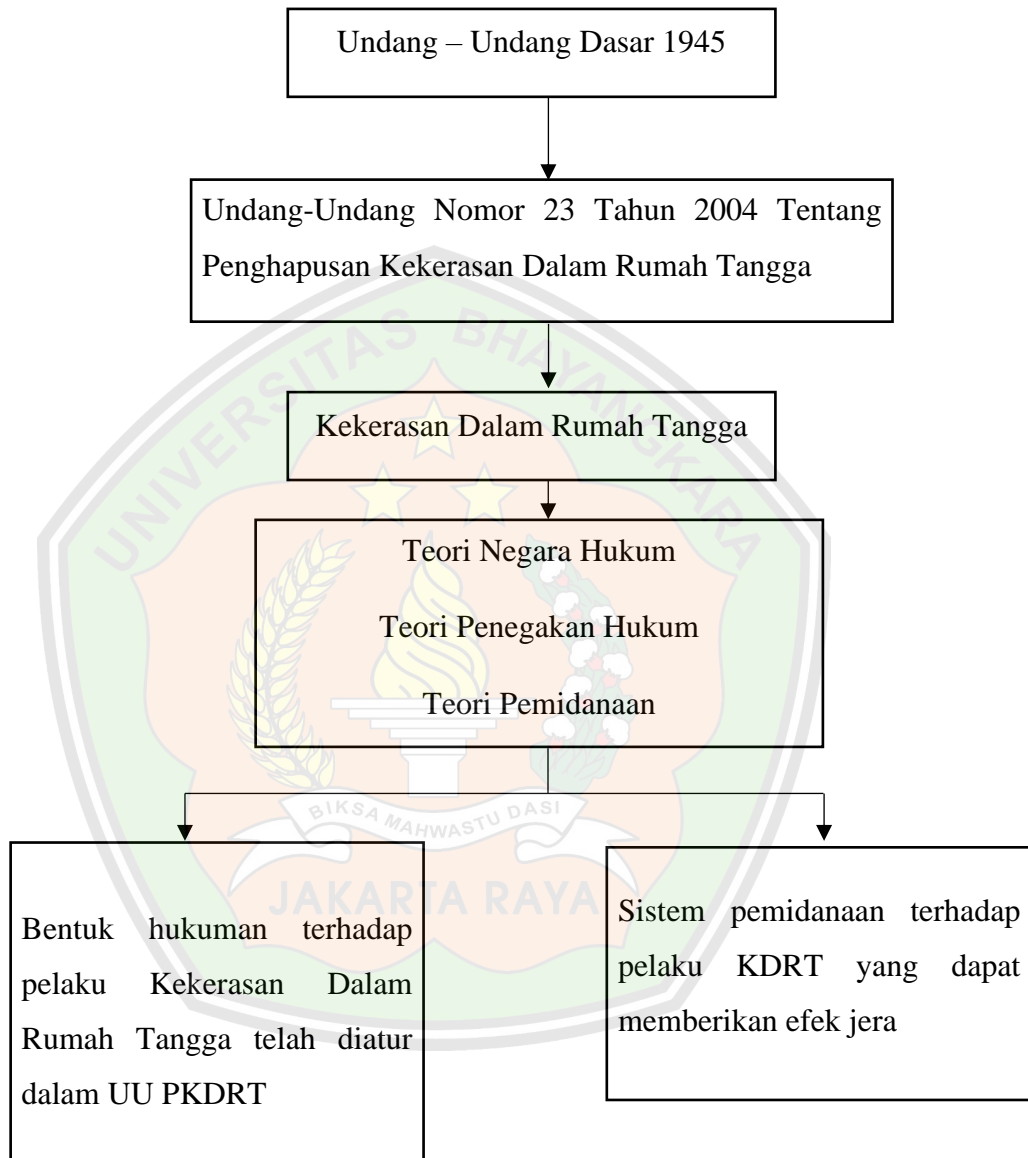 Undang – Undang Dasar 1945
Undang-Undang Nomor 23 Tahun 2004 Tentang
Penghapusan Kekerasan Dalam Rumah Tangga
UNIVERSITAS BHAYANGKARA
Kekerasan Dalam Rumah Tangga
Teori Negara Hukum
Teori Penegakan Hukum
Teori Pemidanaan
BIKSA MAHWASTU DASI
JAKARTA RAYA
Bentuk hukuman terhadap
pelaku Kekerasan Dalam
Rumah Tangga telah diatur
dalam UU PKDRT
Sistem pemidanaan terhadap
pelaku KDRT yang dapat
memberikan efek jera